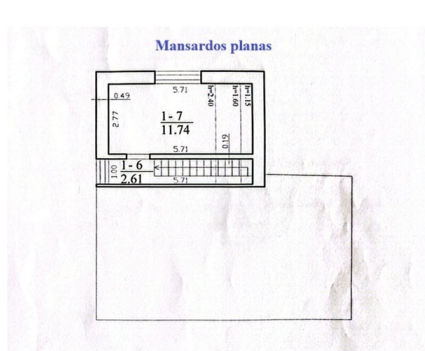 Mansardos planas
5.71
0.49
h=2.40
h=1.60
h=1.15
2.77
1-7
11.74
5.71
0.19
1-6
2.61
1.00
5.71